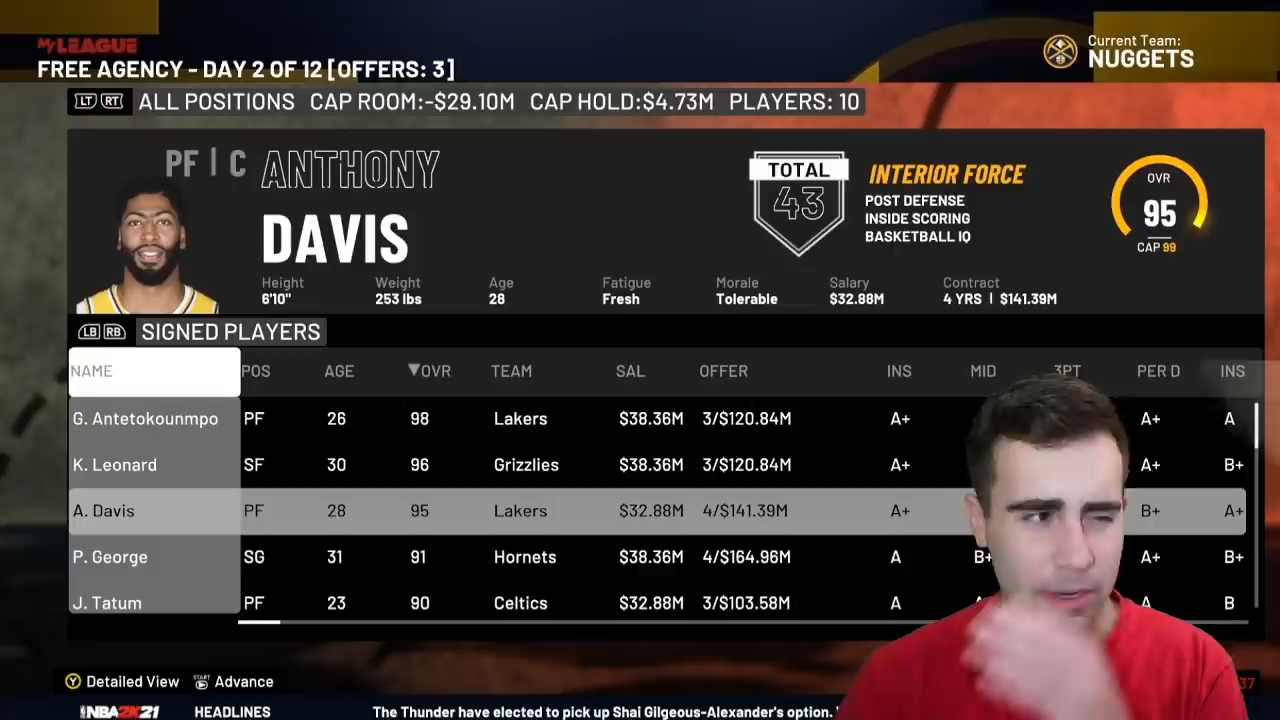 MyLEAGUE
FREE AGENCY - DAY 2 OF 12 [OFFERS: 3]
Current Team:
NUGGETS
LT RT ALL POSITIONS CAP ROOM:-$29.10M CAP HOLD:$4.73M PLAYERS: 10
PF | C ANTHONY
DAVIS
TOTAL
43
INTERIOR FORCE
POST DEFENSE
INSIDE SCORING
BASKETBALL IQ
OVR
95
CAP 99
Height Weight Age Fatigue Morale Salary Contract
6'10" 253 lbs 28 Fresh Tolerable $32.88M 4 YRS | $141.39M
LB RB SIGNED PLAYERS
NAME POS AGE ▼OVR TEAM SAL OFFER INS MID 3PT PER D INS
G. Antetokounmpo PF 26 98 Lakers $38.36M 3/$120.84M A+ A+ A
K. Leonard SF 30 96 Grizzlies $38.36M 3/$120.84M A+ A+ B+
A. Davis PF 28 95 Lakers $32.88M 4/$141.39M A+ B+ A+
P. George SG 31 91 Hornets $38.36M 4/$164.96M A B+ A+ B+
J. Tatum PF 23 90 Celtics $32.88M 3/$103.58M A A B
Y Detailed View START Advance
37
NBA2K21 HEADLINES The Thunder have elected to pick up Shai Gilgeous-Alexander's option.